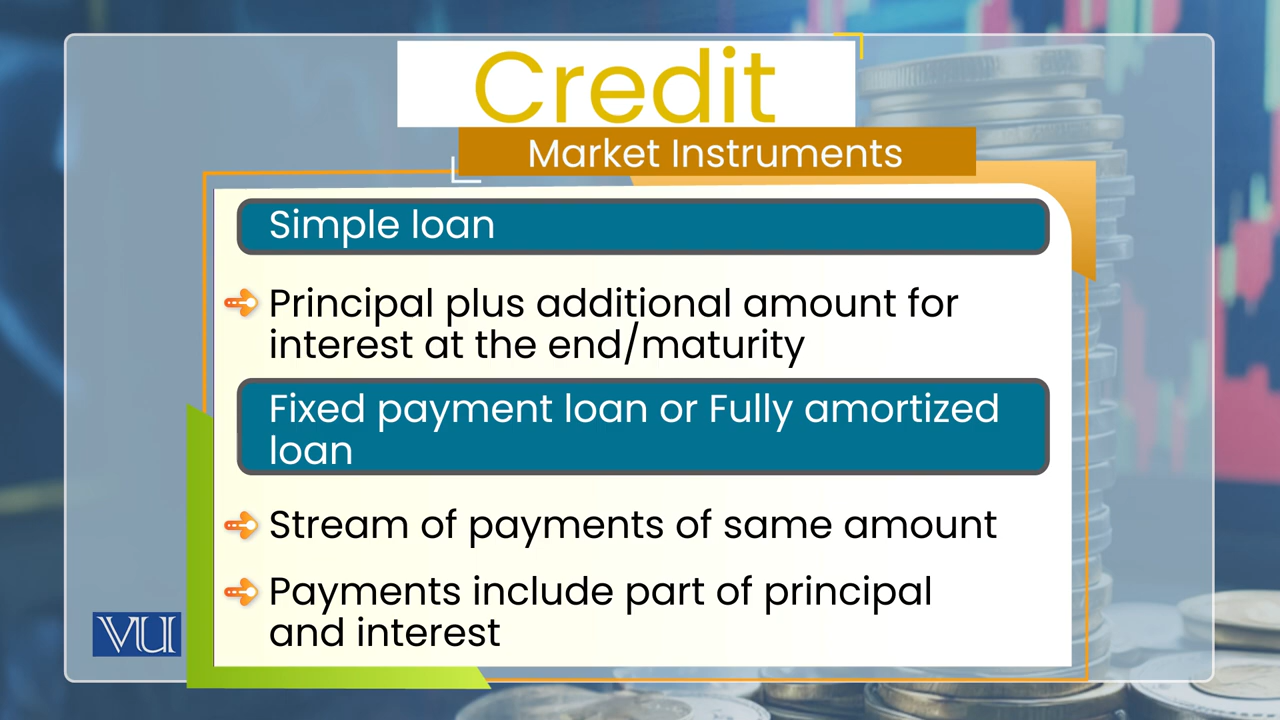 Credit
Market Instruments
Simple loan
Principal plus additional amount for
interest at the end/maturity
Fixed payment loan or Fully amortized
loan
Stream of payments of same amount
Payments include part of principal
and interest
VU